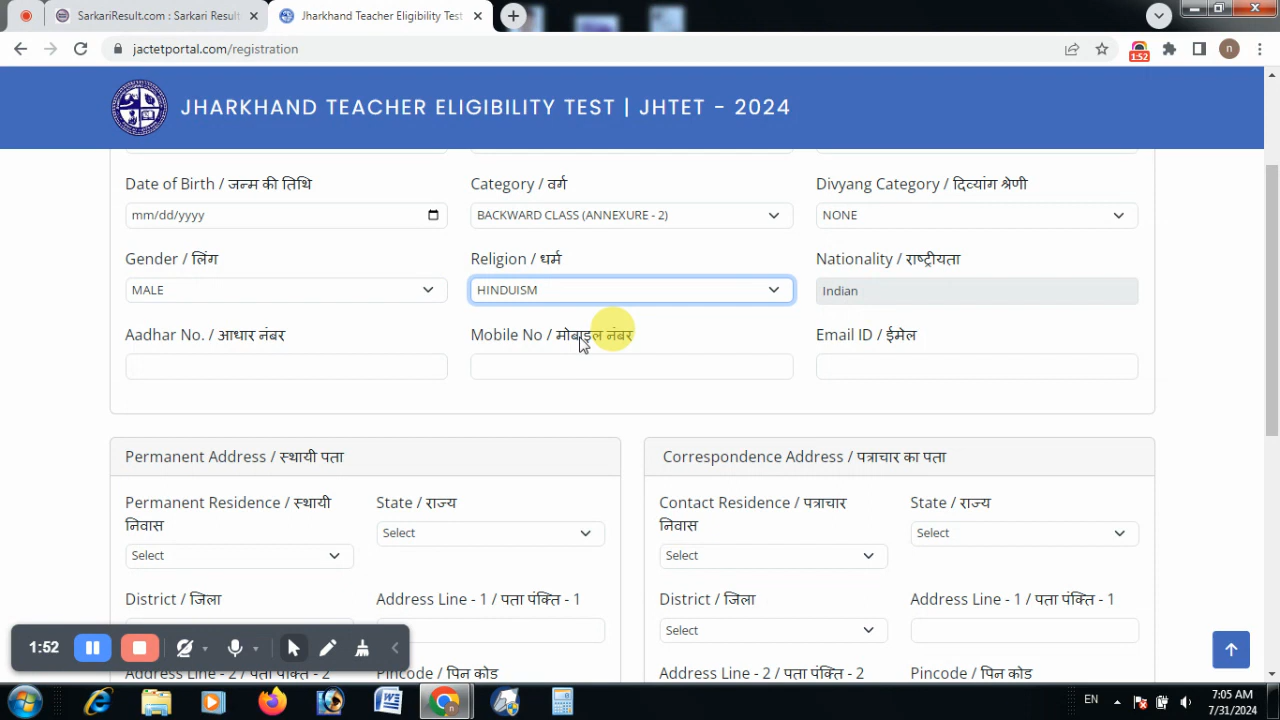 SarkariResult.com : Sarkari Resul
Jharkhand Teacher Eligibility Test
jactetportal.com/registration
1:52
n
JHARKHAND TEACHER ELIGIBILITY TEST | JHTET - 2024
Date of Birth / जन्म की तिथि
Category / वर्ग
Divyang Category / दिव्यांग श्रेणी
mm/dd/yyyy
BACKWARD CLASS (ANNEXURE - 2)
NONE
Gender / लिंग
Religion / धर्म
Nationality / राष्ट्रीयता
MALE
HINDUISM
Indian
Aadhar No. / आधार नंबर
Mobile No / मोबाइल नंबर
Email ID / ईमेल
Permanent Address / स्थायी पता
Correspondence Address / पत्राचार का पता
Permanent Residence / स्थायी
निवास
State / राज्य
Contact Residence / पत्राचार
निवास
State / राज्य
Select
Select
Select
Select
District / जिला
Address Line - 1 / पता पंक्ति - 1
District / जिला
Address Line - 1 / पता पंक्ति - 1
Select
1:52
Address Line - 2 / पता पंक्ति - 2
Pincode / पिन कोड
Address Line - 2 / पता पंक्ति - 2
Pincode / पिन कोड
EN
7:05 AM
7/31/2024